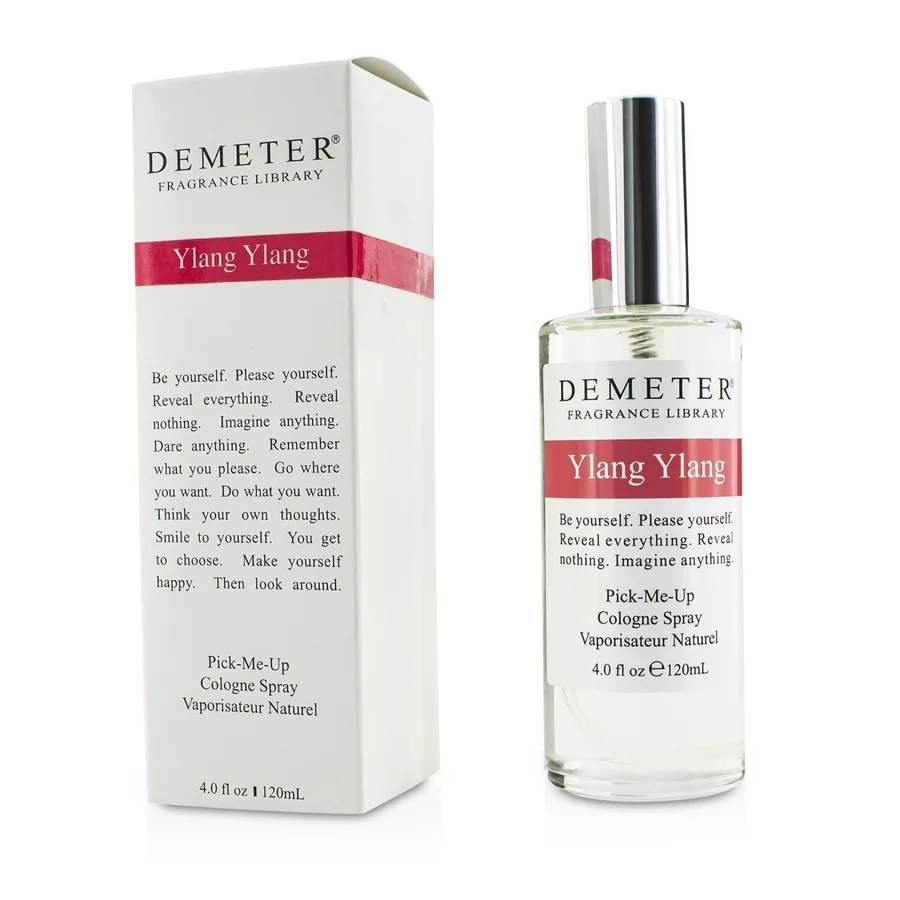 DEMETER®
FRAGRANCE LIBRARY
Ylang Ylang
Be yourself. Please yourself.
Reveal everything. Reveal
nothing. Imagine anything.
Dare anything. Remember
what you please. Go where
you want. Do what you want.
Think your own thoughts.
Smile to yourself. You get
to choose. Make yourself
happy. Then look around.
Pick-Me-Up
Cologne Spray
Vaporisateur Naturel
4.0 fl oz ℮ 120mL
DEMETER®
FRAGRANCE LIBRARY
Ylang Ylang
Be yourself. Please yourself.
Reveal everything. Reveal
nothing. Imagine anything.
Pick-Me-Up
Cologne Spray
Vaporisateur Naturel
4.0 fl oz ℮120mL